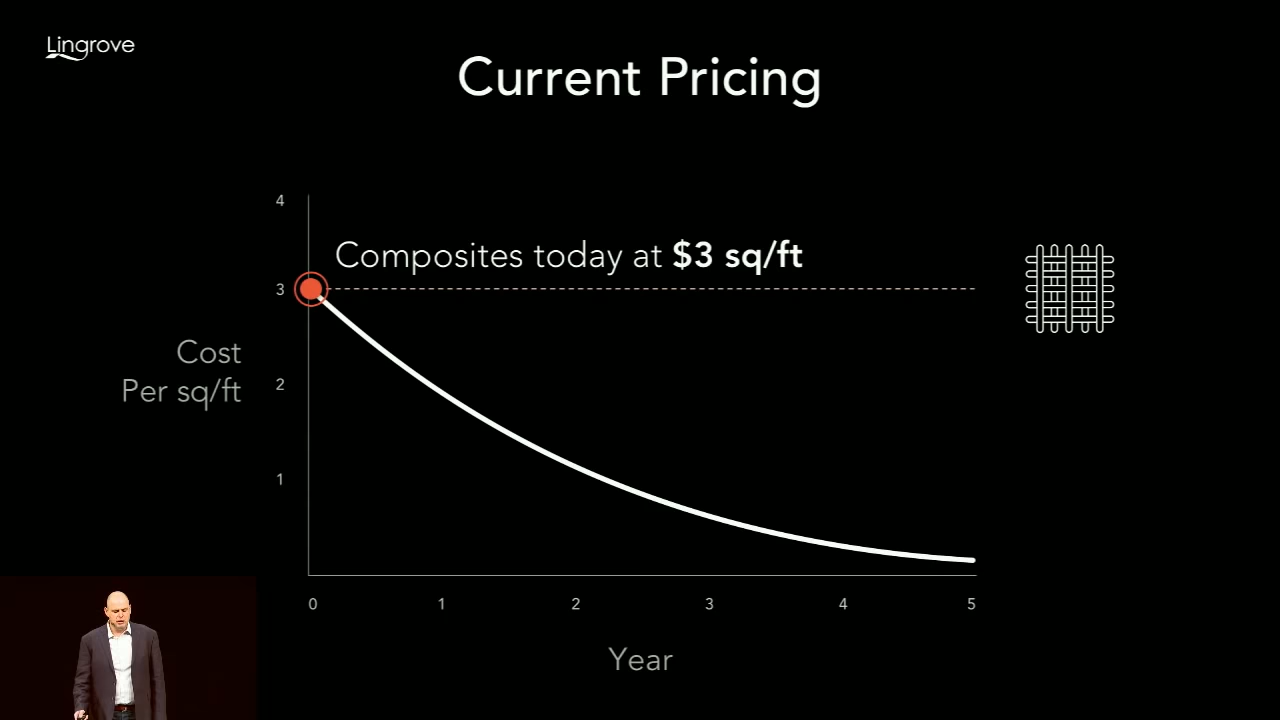 Lingrove
Current Pricing
4
Composites today at $3 sq/ft
3
Cost
Per sq/ft
2
1
0 1 2 3 4 5
Year